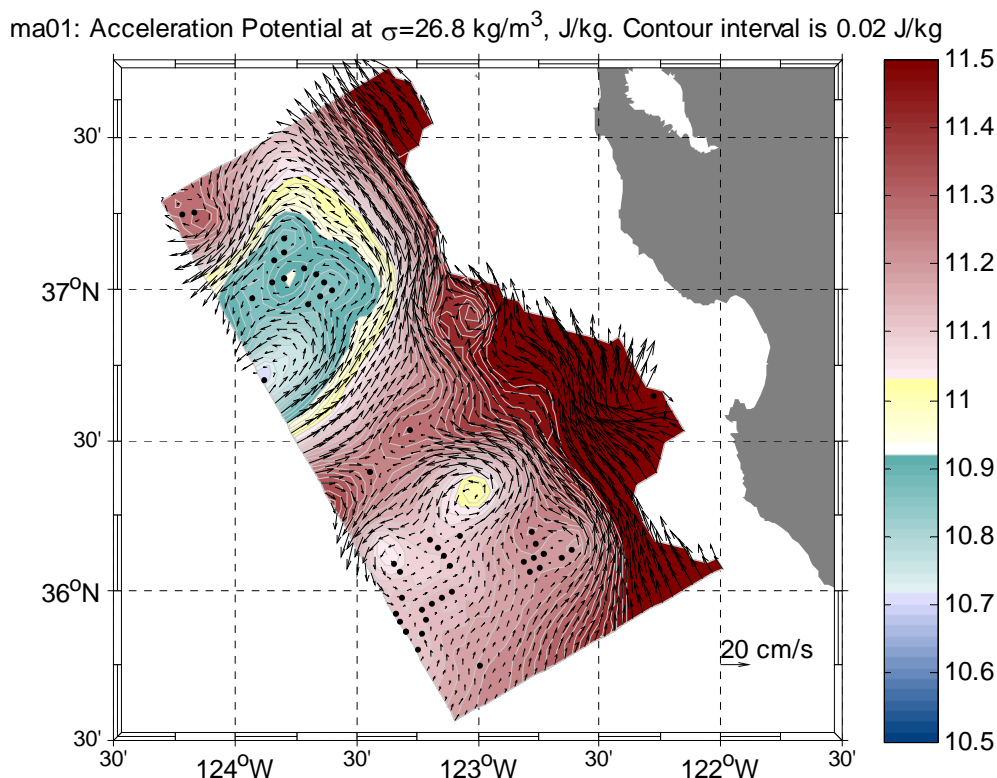 ma01: Acceleration Potential at σ=26.8 kg/m³, J/kg. Contour interval is 0.02 J/kg
11.5
30'
11.4
11.3
11.2
37°N
11.1
11
30'
10.9
10.8
36°N
10.7
20 cm/s
10.6
30'
10.5
30' 124°W 30' 123°W 30' 122°W 30'